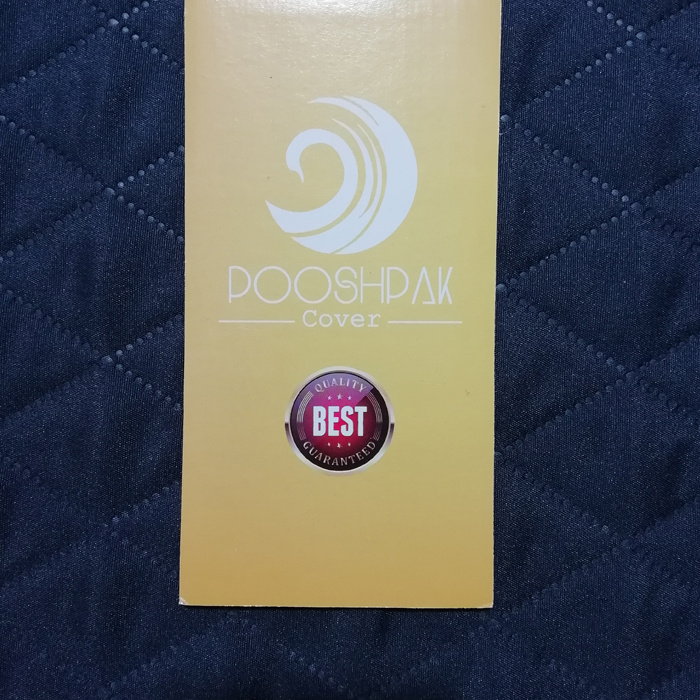 POOSHPAK
Cover
QUALITY
BEST
GUARANTEED